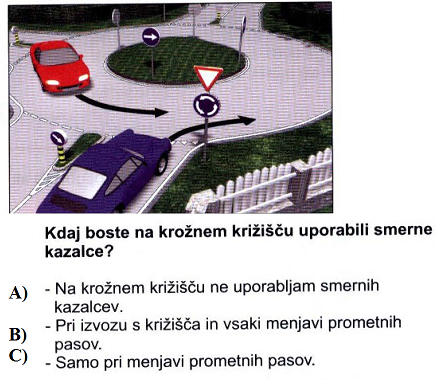 Kdaj boste na krožnem križišču uporabili smerne
kazalce?
A) - Na krožnem križišču ne uporabljam smernih
kazalcev.
B) - Pri izvozu s križišča in vsaki menjavi prometnih
pasov.
C) - Samo pri menjavi prometnih pasov.